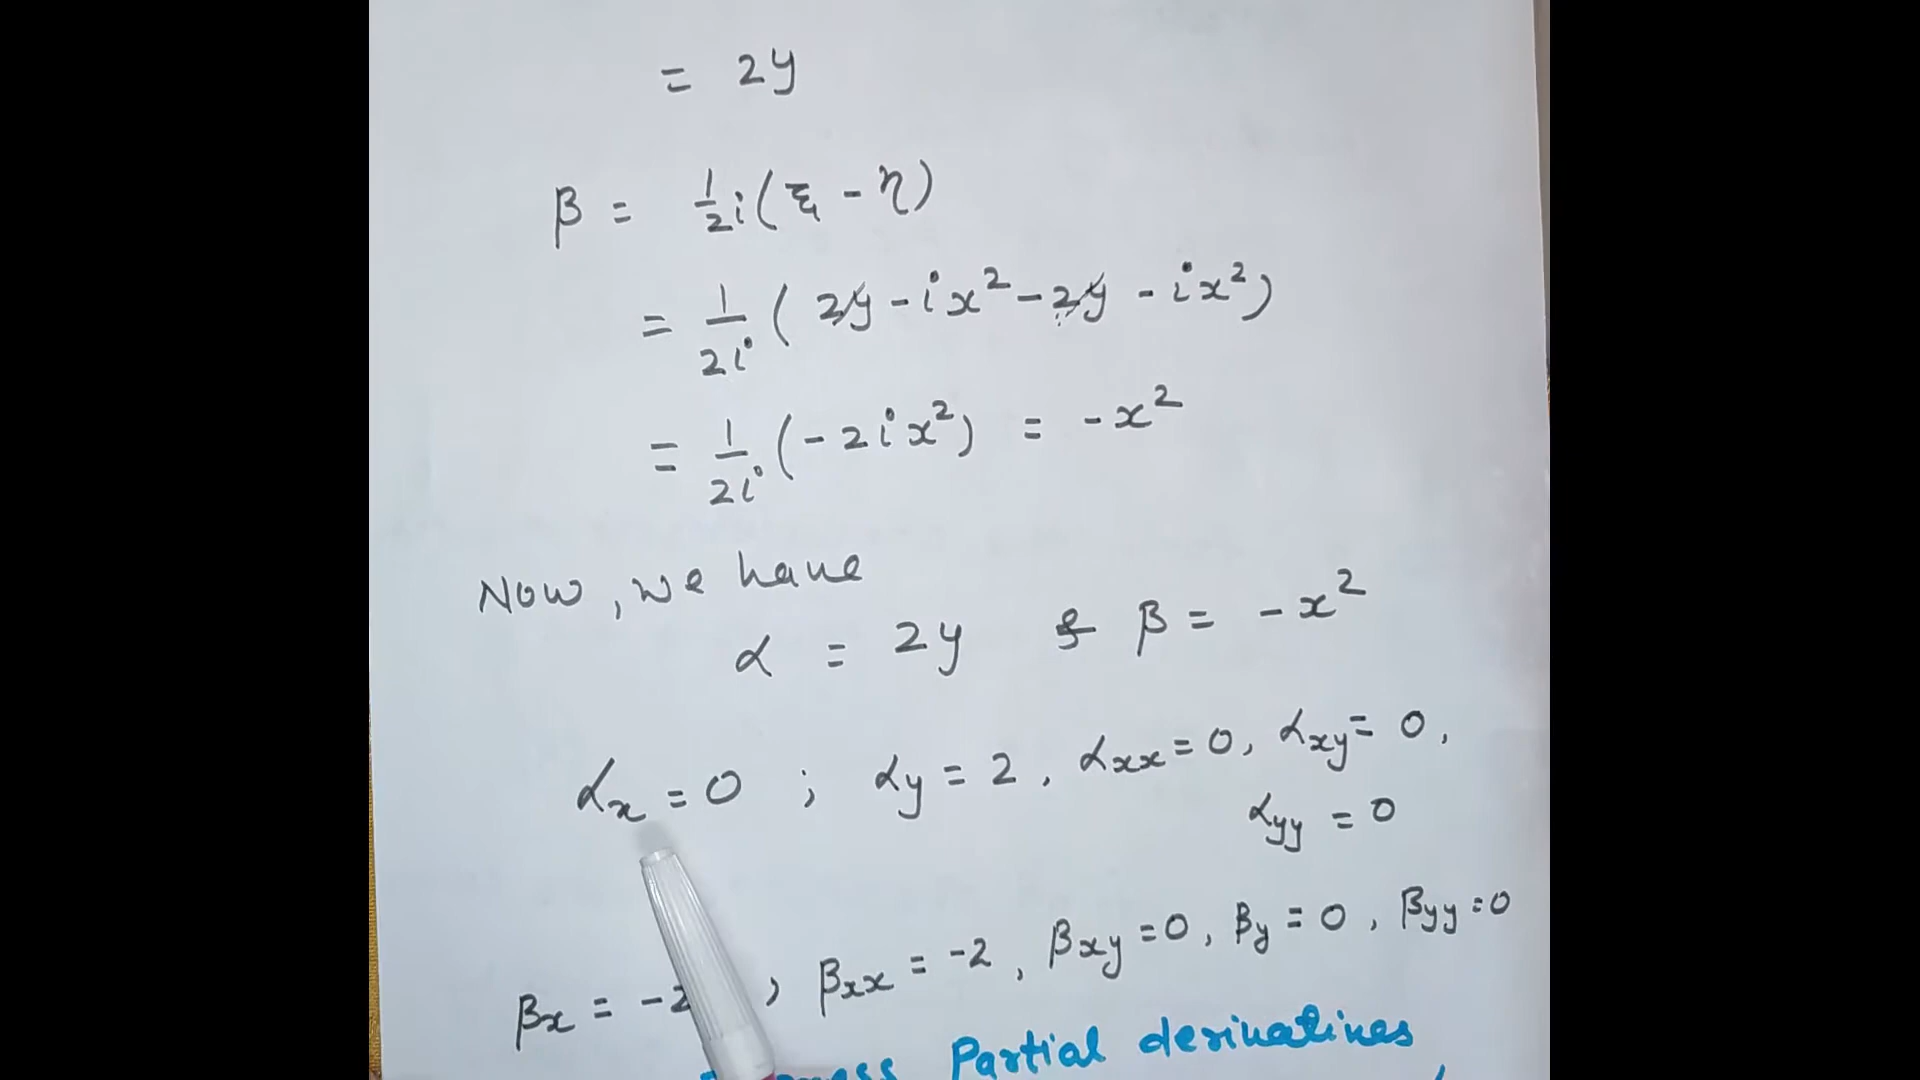 = 2y
β = 1/2i (ξ - η)
= 1/2i ( 2y - ix² - 2y - ix²)
= 1/2i (-2ix²) = -x²
Now, we have
α = 2y & β = -x²
αx = 0 ; αy = 2 , αxx = 0, αxy = 0,
αyy = 0
βx = -2 , βxx = -2 , βxy = 0, βy = 0 , βyy = 0
Partial derivatives